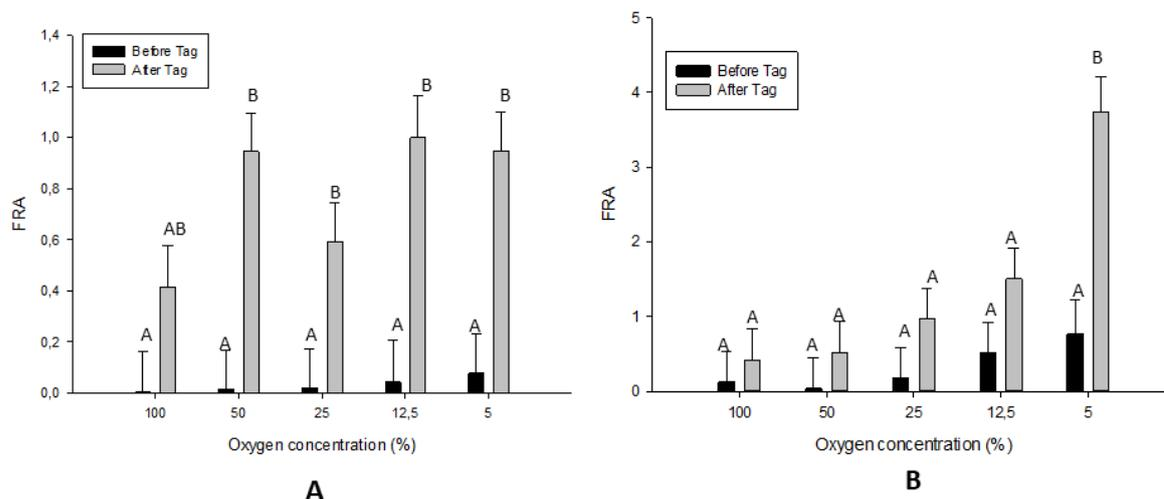 1,4
1,2
1,0
0,8
0,6
0,4
0,2
0,0
FRA
Before Tag
After Tag
A AB
A B
A B
A B
A B
100 50 25 12,5 5
Oxygen concentration (%)
A
5
4
3
2
1
0
FRA
Before Tag
After Tag
A A
A A
A A
A A
A B
100 50 25 12,5 5
Oxygen concentration (%)
B